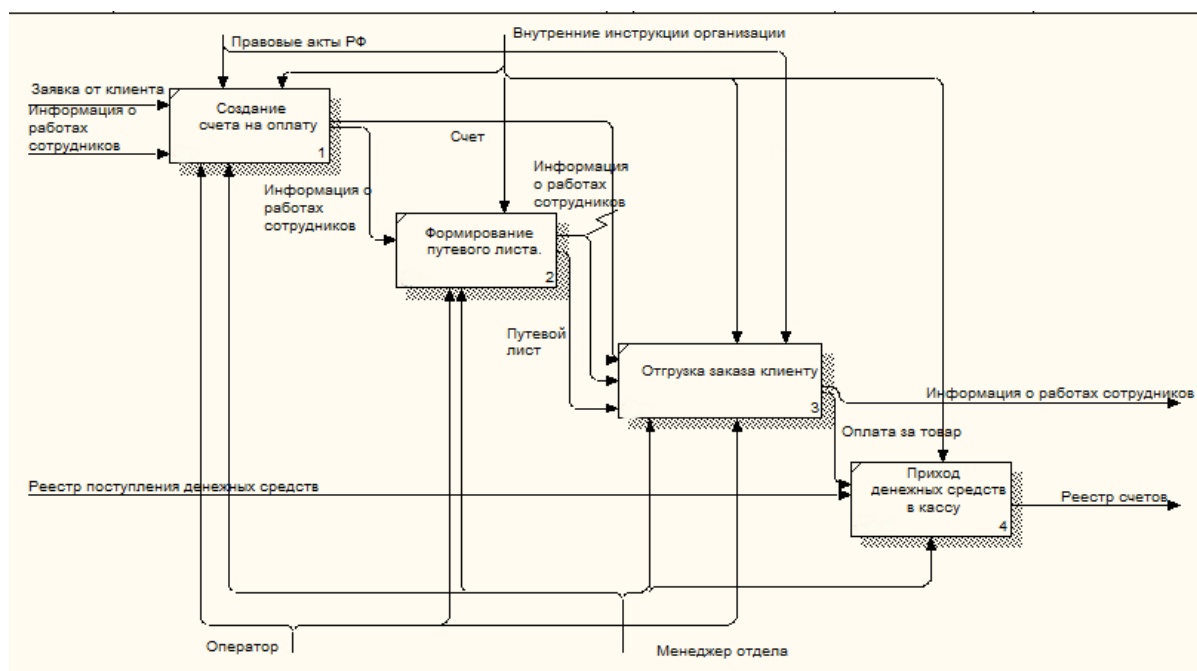 Правовые акты РФ
Внутренние инструкции организации
Заявка от клиента
Информация о
работах
сотрудников
Создание
счета на оплату
1
Счет
Информация
о работах
сотрудников
Информация о
работах
сотрудников
Формирование
путевого листа.
2
Путевой
лист
Отгрузка заказа клиенту
3
Информация о работах сотрудников
Оплата за товар
Реестр поступления денежных средств
Приход
денежных средств
в кассу
4
Реестр счетов
Оператор
Менеджер отдела